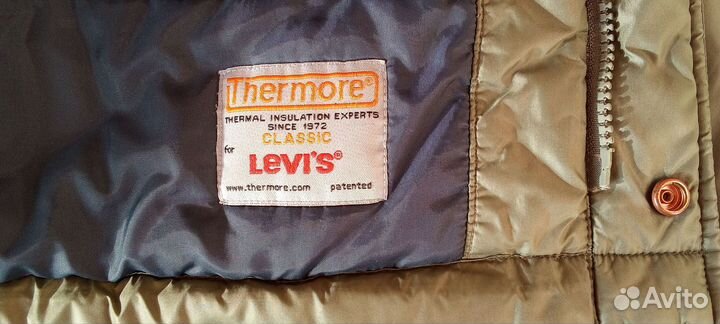 Thermore®
THERMAL INSULATION EXPERTS
SINCE 1972
CLASSIC
for
LEVI'S®
www.thermore.com patented
Avito